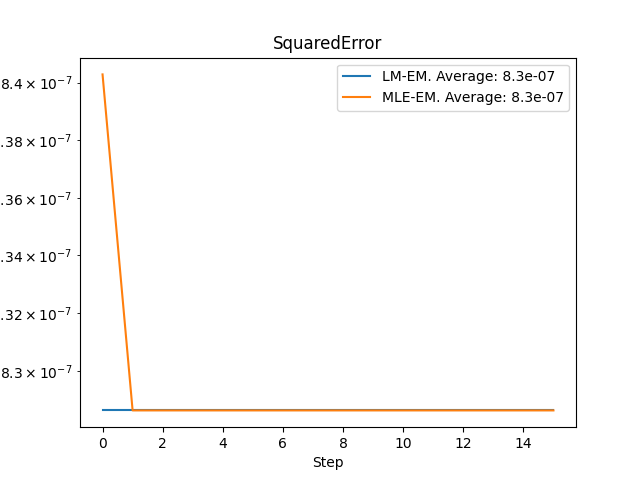 SquaredError
LM-EM. Average: 8.3e-07
MLE-EM. Average: 8.3e-07
8.4 × 10⁻⁷
.38 × 10⁻⁷
.36 × 10⁻⁷
.34 × 10⁻⁷
.32 × 10⁻⁷
8.3 × 10⁻⁷
0 2 4 6 8 10 12 14
Step